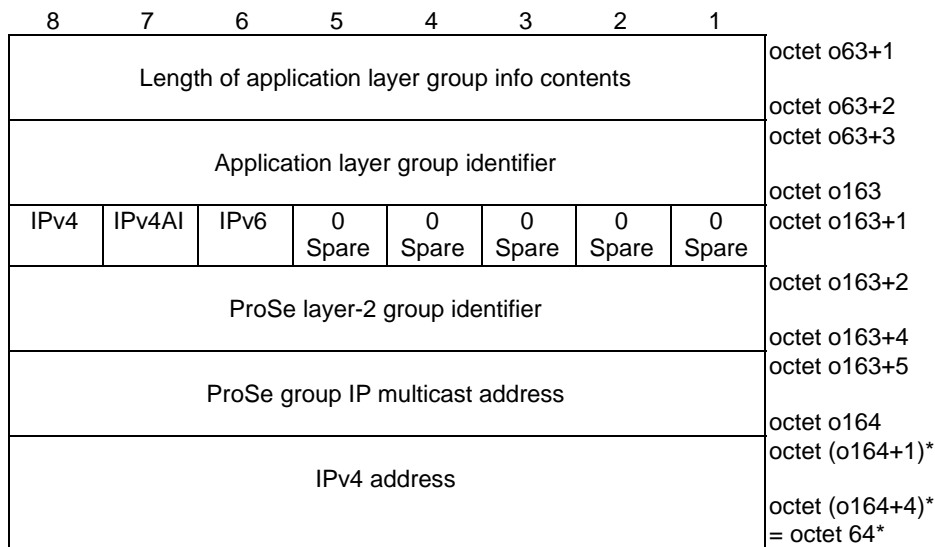 8 7 6 5 4 3 2 1
Length of application layer group info contents
octet o63+1
octet o63+2
Application layer group identifier
octet o63+3
octet o163
IPv4 IPv4AI IPv6 0 0 0 0 0 octet o163+1
Spare Spare Spare Spare Spare
ProSe layer-2 group identifier
octet o163+2
octet o163+4
ProSe group IP multicast address
octet o163+5
octet o164
IPv4 address
octet (o164+1)*
octet (o164+4)*
= octet 64*